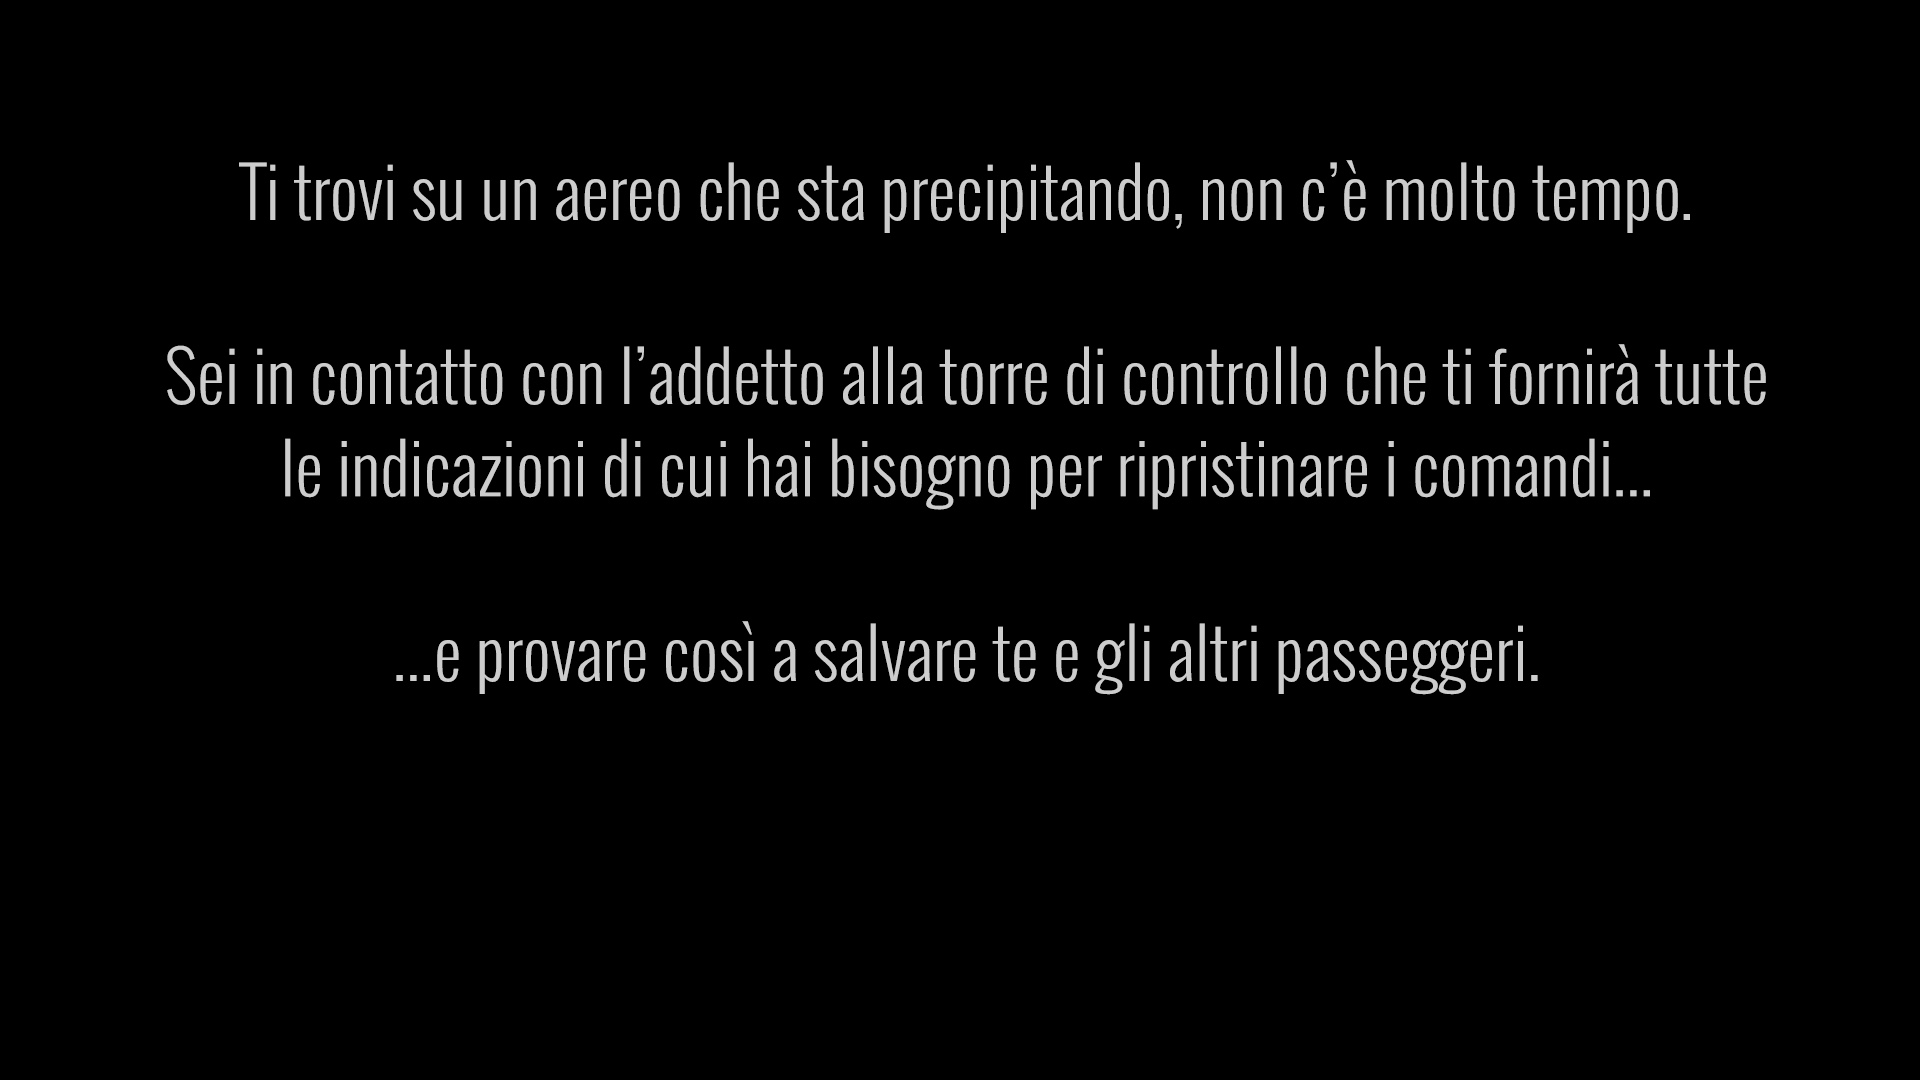 Ti trovi su un aereo che sta precipitando, non c’è molto tempo.
Sei in contatto con l’addetto alla torre di controllo che ti fornirà tutte
le indicazioni di cui hai bisogno per ripristinare i comandi...
...e provare così a salvare te e gli altri passeggeri.